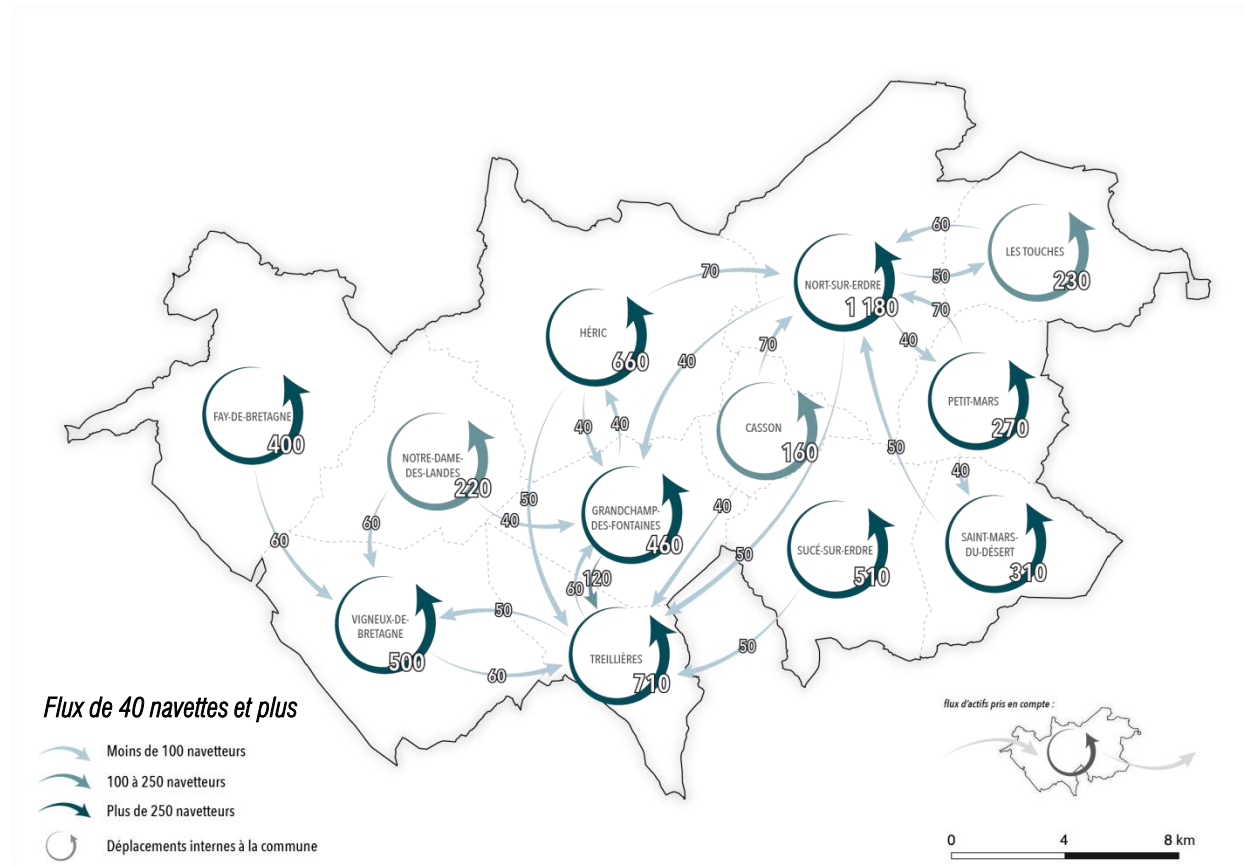 60
LES TOUCHES
230
50
70
NORT-SUR-ERDRE
1 180
70
40
HÉRIC
660
40
70
PETIT-MARS
270
FAY-DE-BRETAGNE
400
40
40
CASSON
160
50
40
NOTRE-DAME-
DES-LANDES
220
50
40
40
GRANDCHAMP-
DES-FONTAINES
460
60
60
SUCÉ-SUR-ERDRE
510
SAINT-MARS-
DU-DÉSERT
310
50
60
120
VIGNEUX-DE-
BRETAGNE
500
50
60
TREILLIÈRES
710
50
Flux de 40 navettes et plus
Moins de 100 navetteurs
100 à 250 navetteurs
Plus de 250 navetteurs
Déplacements internes à la commune
flux d'actifs pris en compte :
0 4 8 km